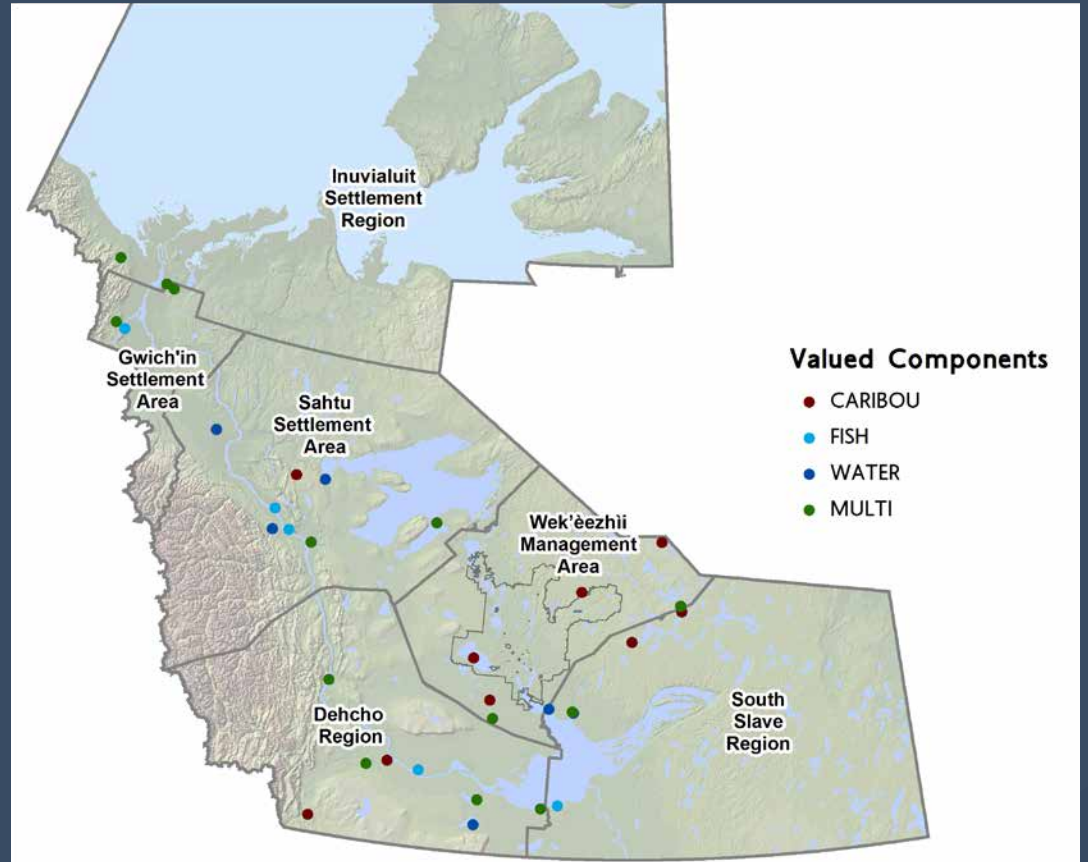 Inuvialuit
Settlement
Region
Gwich'in
Settlement
Area
Sahtu
Settlement
Area
Wek'èezhìi
Management
Area
Dehcho
Region
South
Slave
Region
Valued Components
CARIBOU
FISH
WATER
MULTI